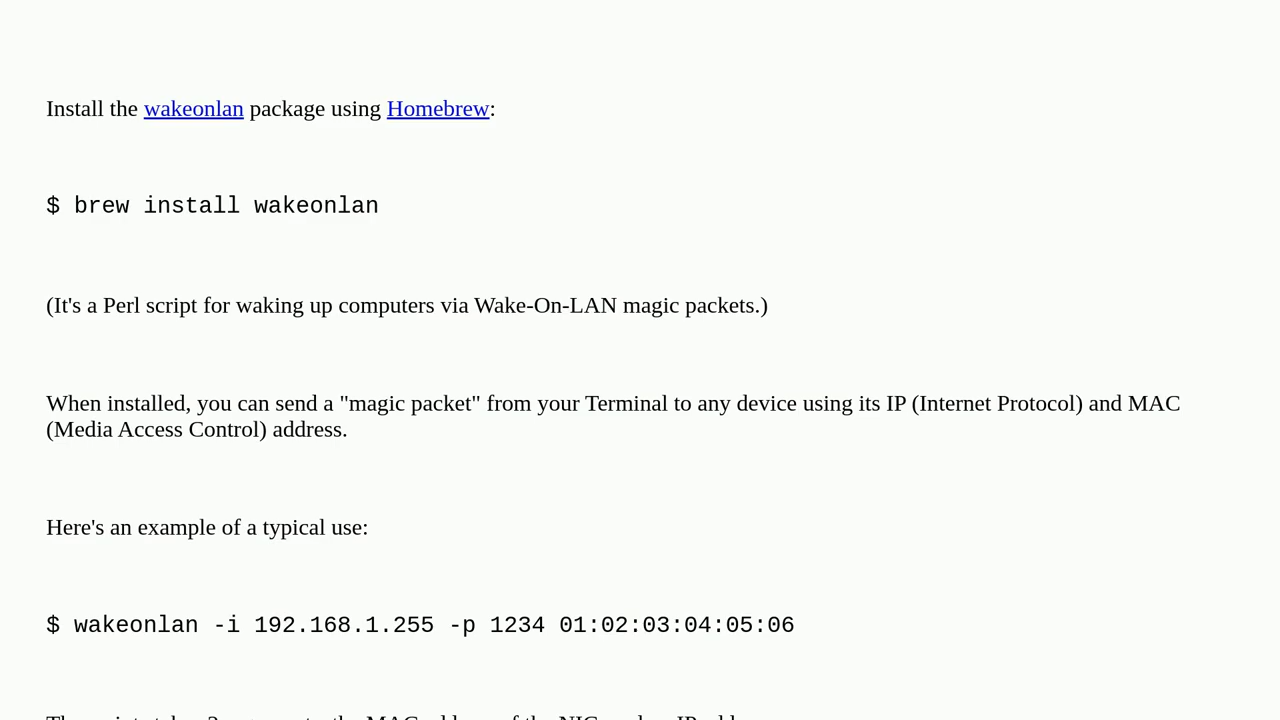 Install the wakeonlan package using Homebrew:
$ brew install wakeonlan
(It's a Perl script for waking up computers via Wake-On-LAN magic packets.)
When installed, you can send a "magic packet" from your Terminal to any device using its IP (Internet Protocol) and MAC
(Media Access Control) address.
Here's an example of a typical use:
$ wakeonlan -i 192.168.1.255 -p 1234 01:02:03:04:05:06